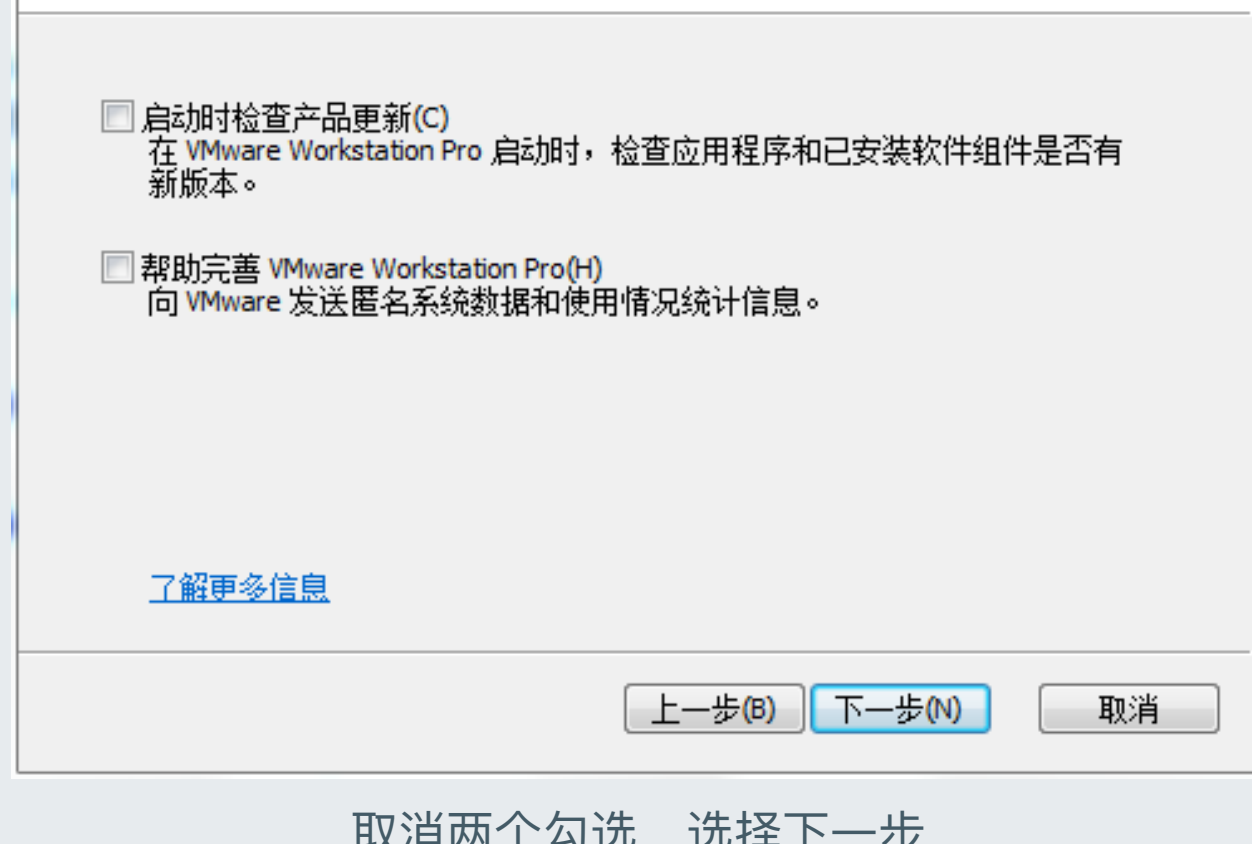 启动时检查产品更新(C)
在 VMware Workstation Pro 启动时，检查应用程序和已安装软件组件是否有
新版本。
帮助完善 VMware Workstation Pro(H)
向 VMware 发送匿名系统数据和使用情况统计信息。
了解更多信息
上一步(B) 下一步(N) 取消
取消两个勾选 选择下一步